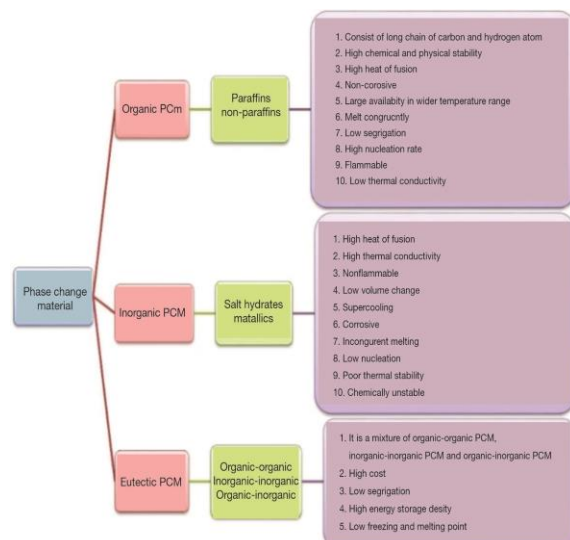 Phase change
material
Organic PCm
Paraffins
non-paraffins
1. Consist of long chain of carbon and hydrogen atom
2. High chemical and physical stability
3. High heat of fusion
4. Non-corosive
5. Large availabity in wider temperature range
6. Melt congrucntly
7. Low segrigation
8. High nucleation rate
9. Flammable
10. Low thermal conductivity
Inorganic PCM
Salt hydrates
matallics
1. High heat of fusion
2. High thermal conductivity
3. Nonflammable
4. Low volume change
5. Supercooling
6. Corrosive
7. Incongurent melting
8. Low nucleation
9. Poor thermal stability
10. Chemically unstable
Eutectic PCM
Organic-organic
Inorganic-inorganic
Organic-inorganic
1. It is a mixture of organic-organic PCM,
inorganic-inorganic PCM and organic-inorganic PCM
2. High cost
3. Low segrigation
4. High energy storage desity
5. Low freezing and melting point